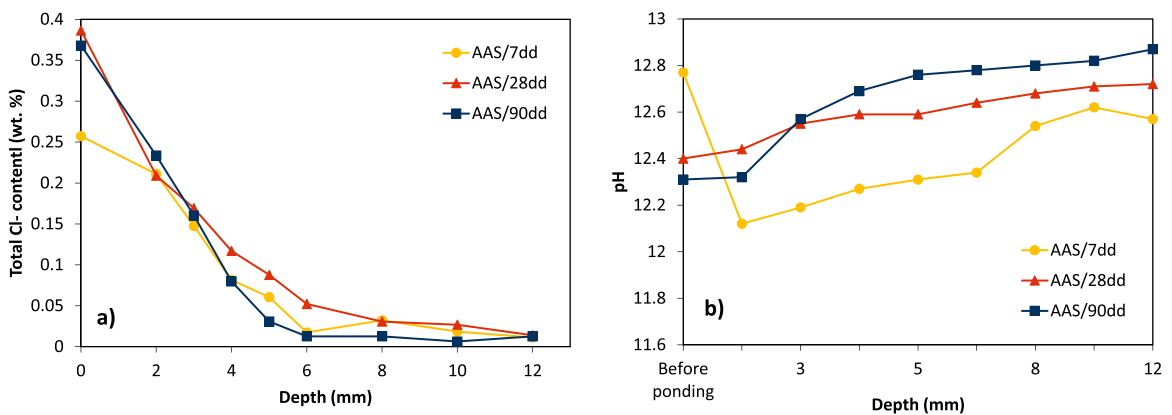 0.4
0.35
0.3
0.25
0.2
0.15
0.1
0.05
0
Total Cl- contentl (wt. %)
AAS/7dd
AAS/28dd
AAS/90dd
a)
0 2 4 6 8 10 12
Depth (mm)
13
12.8
12.6
12.4
12.2
12
11.8
11.6
pH
AAS/7dd
AAS/28dd
AAS/90dd
b)
Before 3 5 8 12
ponding
Depth (mm)